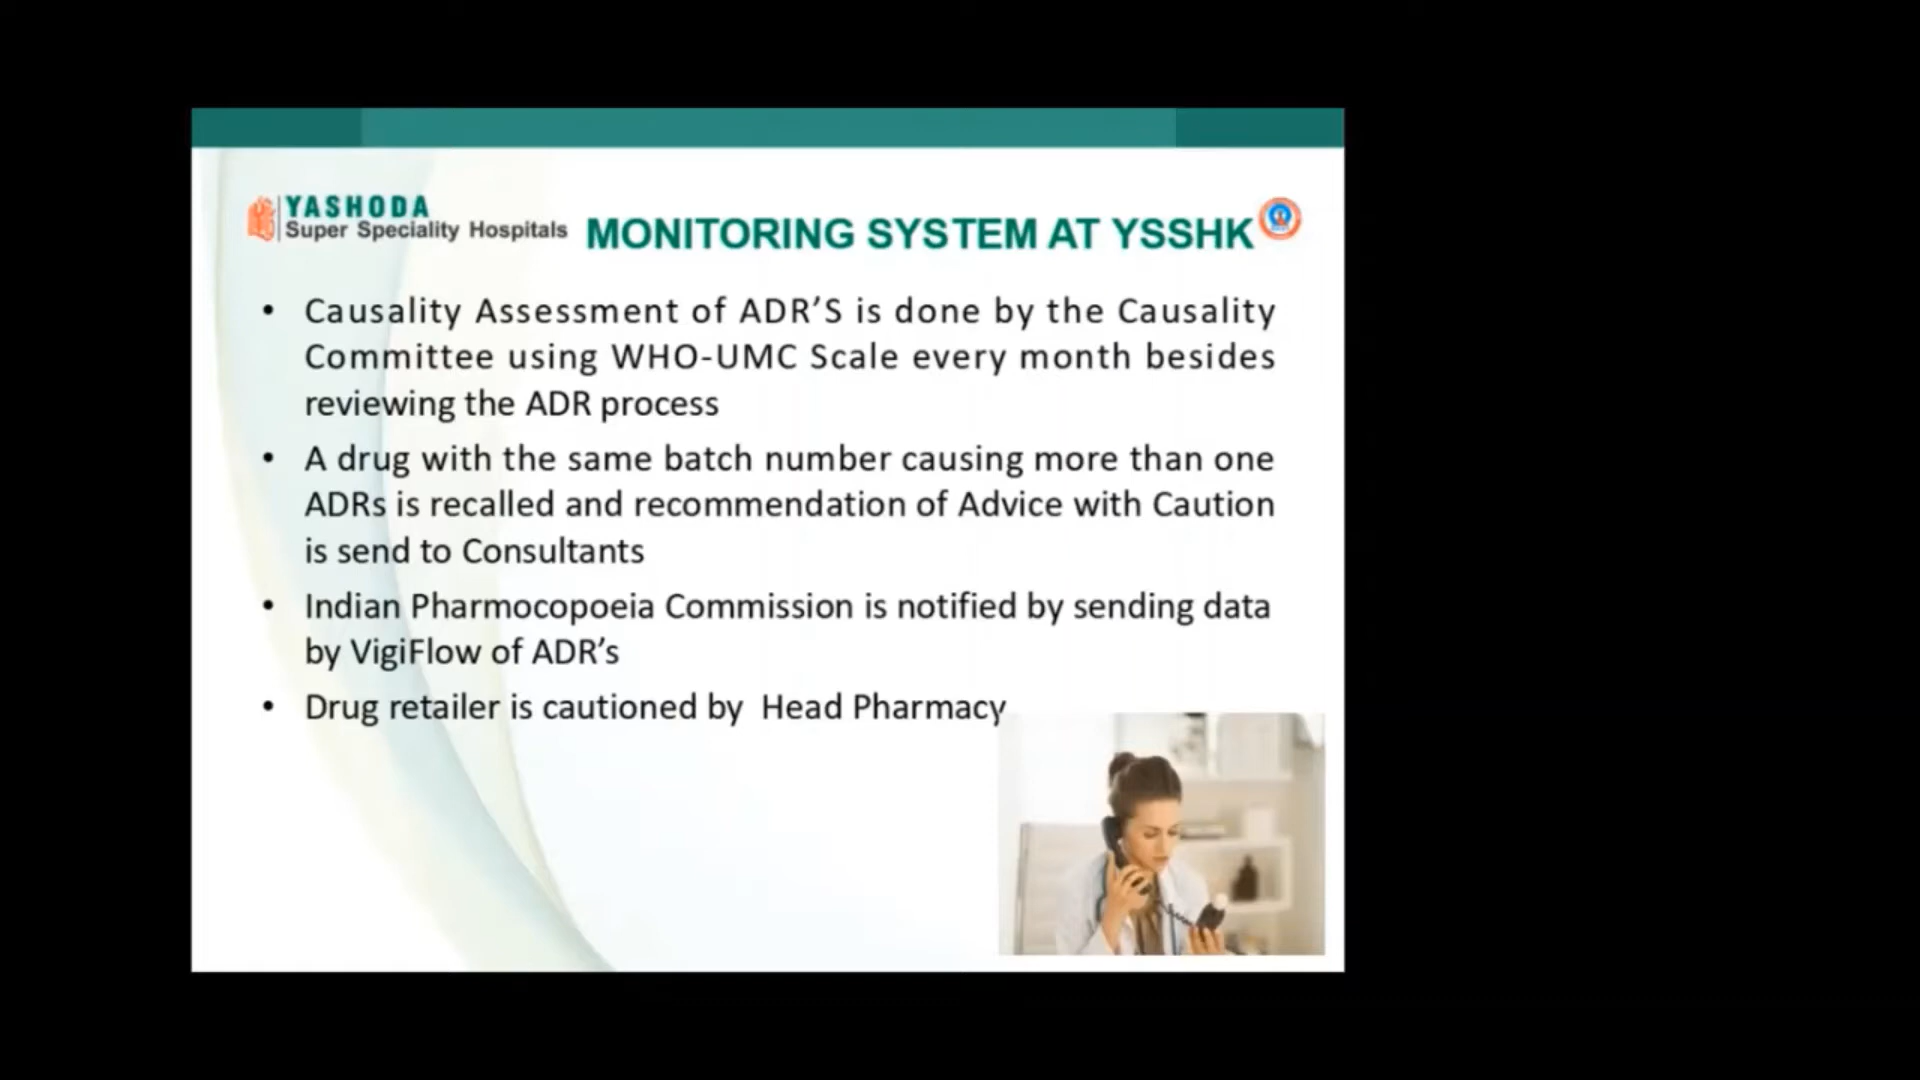 YASHODA
Super Speciality Hospitals
MONITORING SYSTEM AT YSSHK
• Causality Assessment of ADR’S is done by the Causality
Committee using WHO-UMC Scale every month besides
reviewing the ADR process
• A drug with the same batch number causing more than one
ADRs is recalled and recommendation of Advice with Caution
is send to Consultants
• Indian Pharmocopoeia Commission is notified by sending data
by VigiFlow of ADR’s
• Drug retailer is cautioned by Head Pharmacy